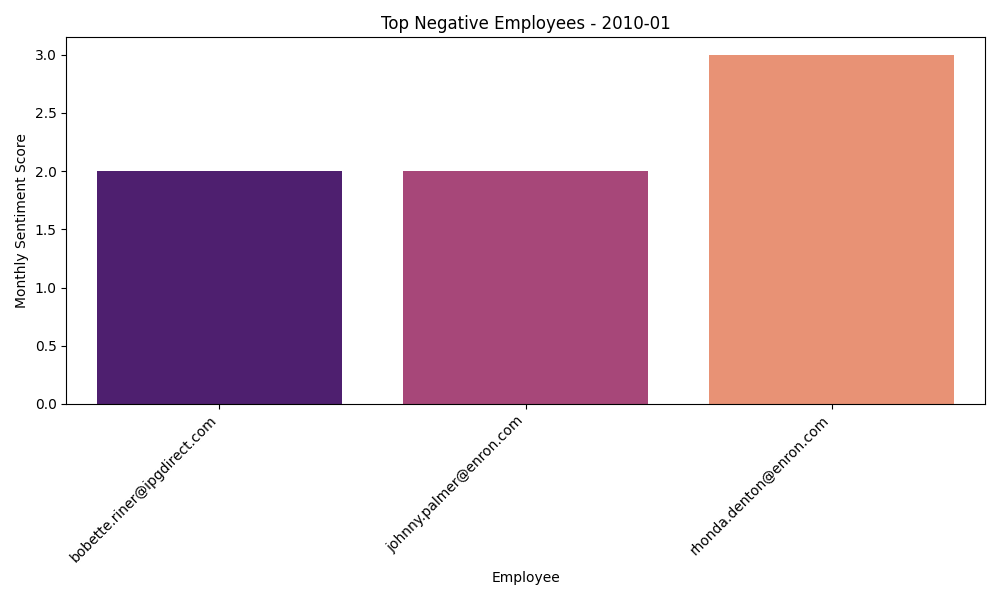 Top Negative Employees - 2010-01
Monthly Sentiment Score
3.0
2.5
2.0
1.5
1.0
0.5
0.0
bobette.riner@ipgdirect.com
johnny.palmer@enron.com
rhonda.denton@enron.com
Employee